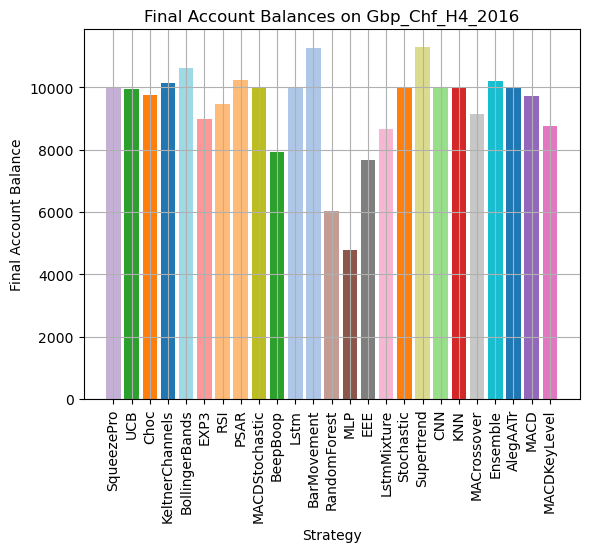 Final Account Balances on Gbp_Chf_H4_2016
Final Account Balance
10000
8000
6000
4000
2000
0
SqueezePro
UCB
Choc
KeltnerChannels
BollingerBands
EXP3
RSI
PSAR
MACDStochastic
BeepBoop
Lstm
BarMovement
RandomForest
MLP
EEE
LstmMixture
Stochastic
Supertrend
CNN
KNN
MACrossover
Ensemble
AlegAATr
MACD
MACDKeyLevel
Strategy